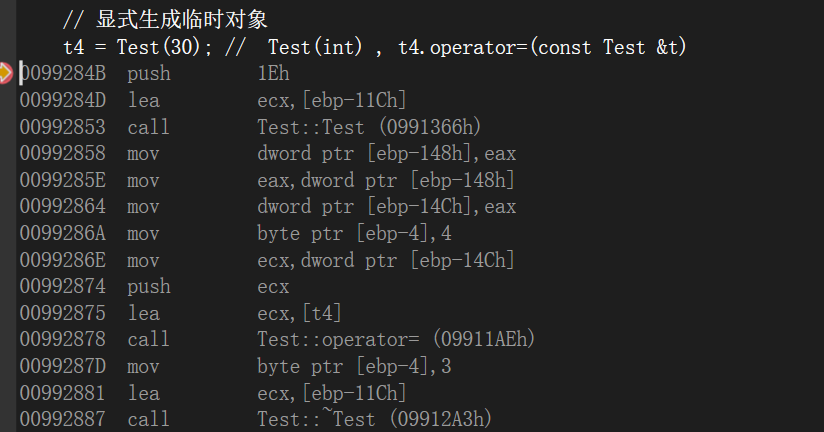 // 显式生成临时对象
t4 = Test(30); //  Test(int) , t4.operator=(const Test &t)
0099284B  push        1Eh
0099284D  lea         ecx,[ebp-11Ch]
00992853  call        Test::Test (0991366h)
00992858  mov         dword ptr [ebp-148h],eax
0099285E  mov         eax,dword ptr [ebp-148h]
00992864  mov         dword ptr [ebp-14Ch],eax
0099286A  mov         byte ptr [ebp-4],4
0099286E  mov         ecx,dword ptr [ebp-14Ch]
00992874  push        ecx
00992875  lea         ecx,[t4]
00992878  call        Test::operator= (09911AEh)
0099287D  mov         byte ptr [ebp-4],3
00992881  lea         ecx,[ebp-11Ch]
00992887  call        Test::~Test (09912A3h)